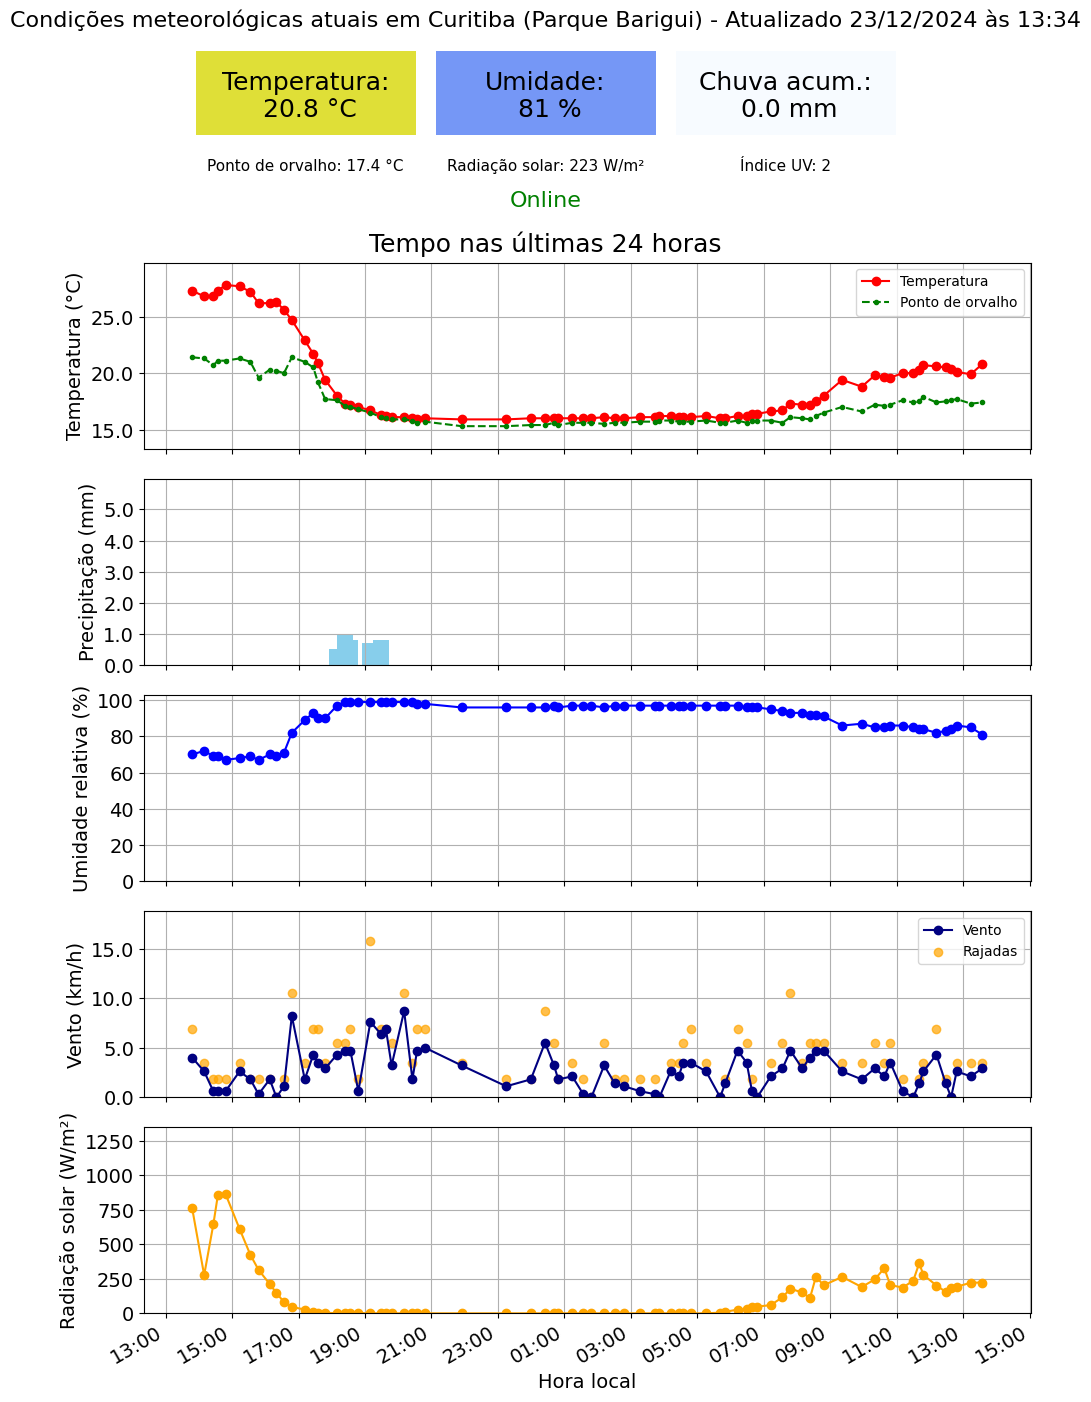 Condições meteorológicas atuais em Curitiba (Parque Barigui) - Atualizado 23/12/2024 às 13:34
Temperatura:
20.8 °C
Umidade:
81 %
Chuva acum.:
0.0 mm
Ponto de orvalho: 17.4 °C
Radiação solar: 223 W/m²
Índice UV: 2
Online
Tempo nas últimas 24 horas
Temperatura (°C)
25.0
20.0
15.0
Temperatura
Ponto de orvalho
Precipitação (mm)
5.0
4.0
3.0
2.0
1.0
0.0
Umidade relativa (%)
100
80
60
40
20
0
Vento (km/h)
15.0
10.0
5.0
0.0
Vento
Rajadas
Radiação solar (W/m²)
1250
1000
750
500
250
0
13:00
15:00
17:00
19:00
21:00
23:00
01:00
03:00
05:00
07:00
09:00
11:00
13:00
15:00
Hora local